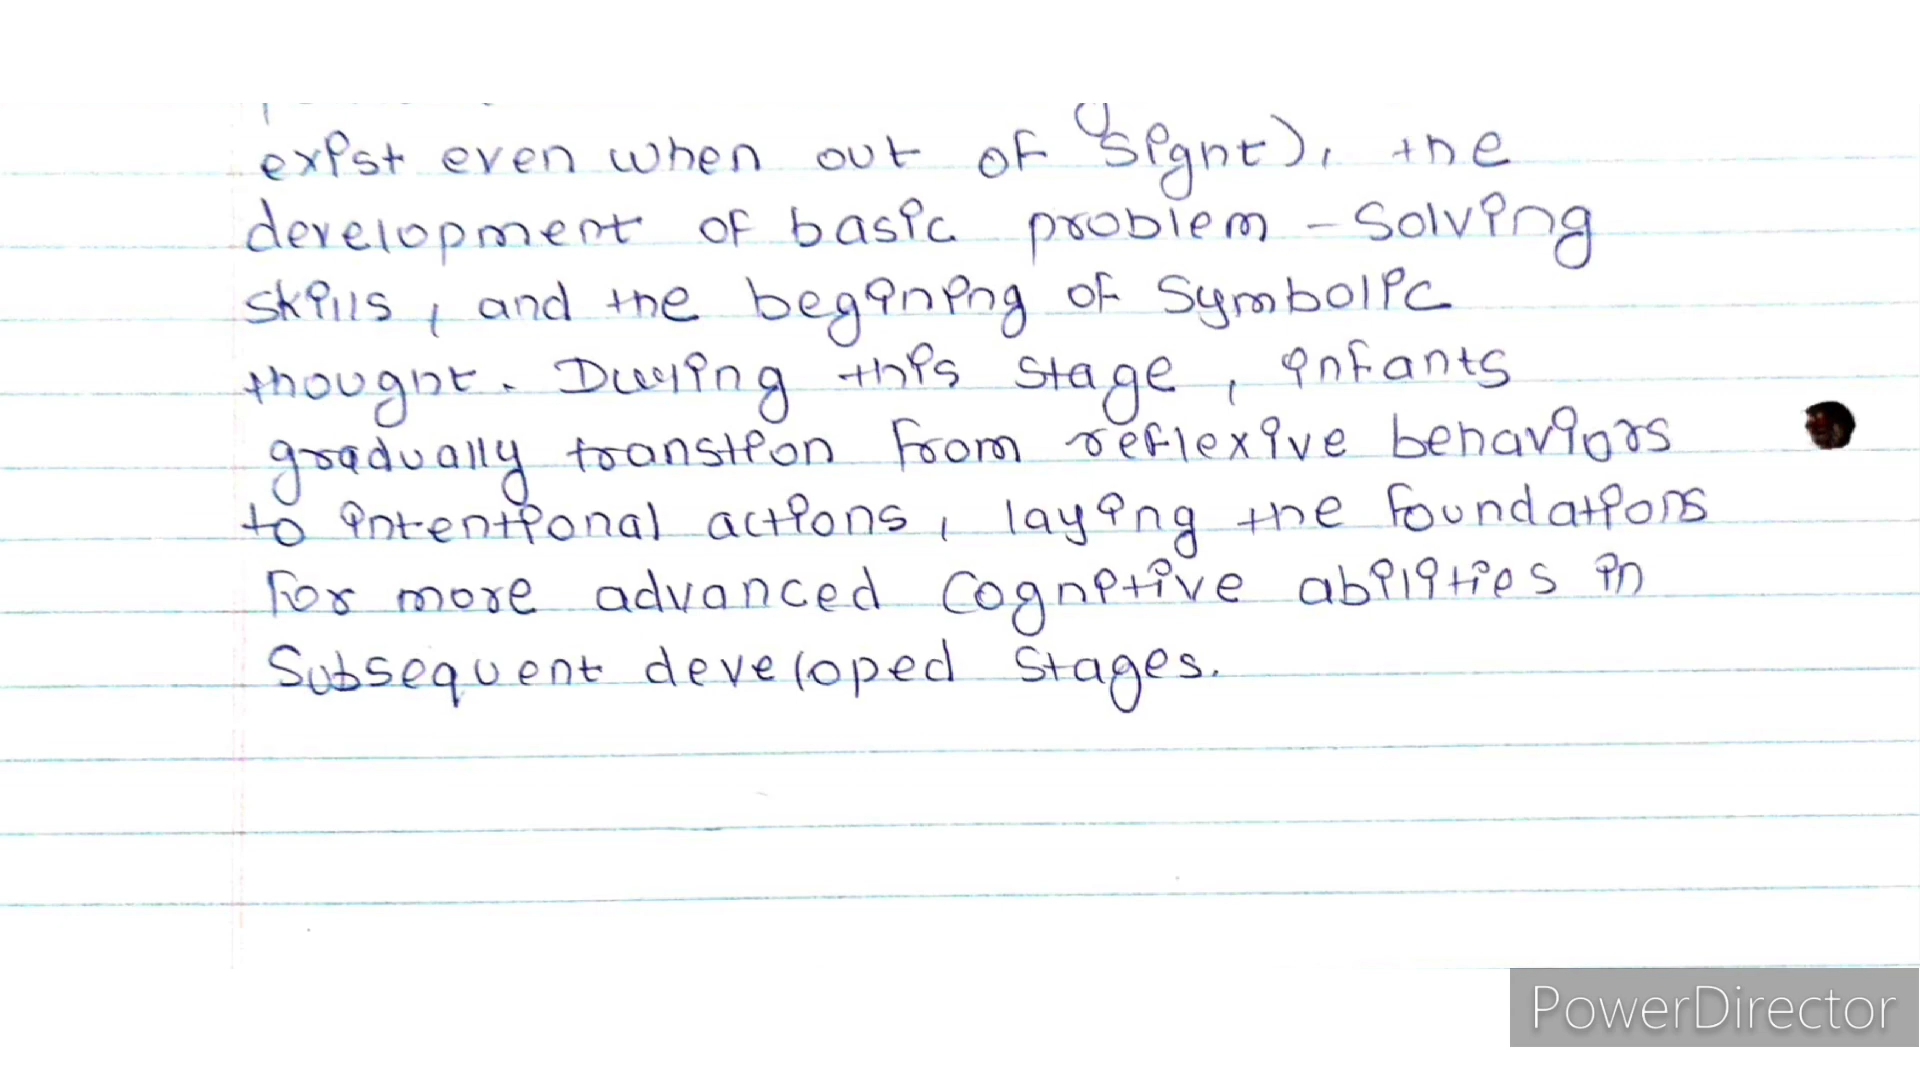 exist even when out of sight), the
development of basic problem - solving
skills, and the begining of Symbolic
thought. During this stage, infants
gradually transtion from reflexive behaviors
to intentional actions, laying the foundations
For more advanced Cognitive abilities in
Subsequent developed Stages.
PowerDirector